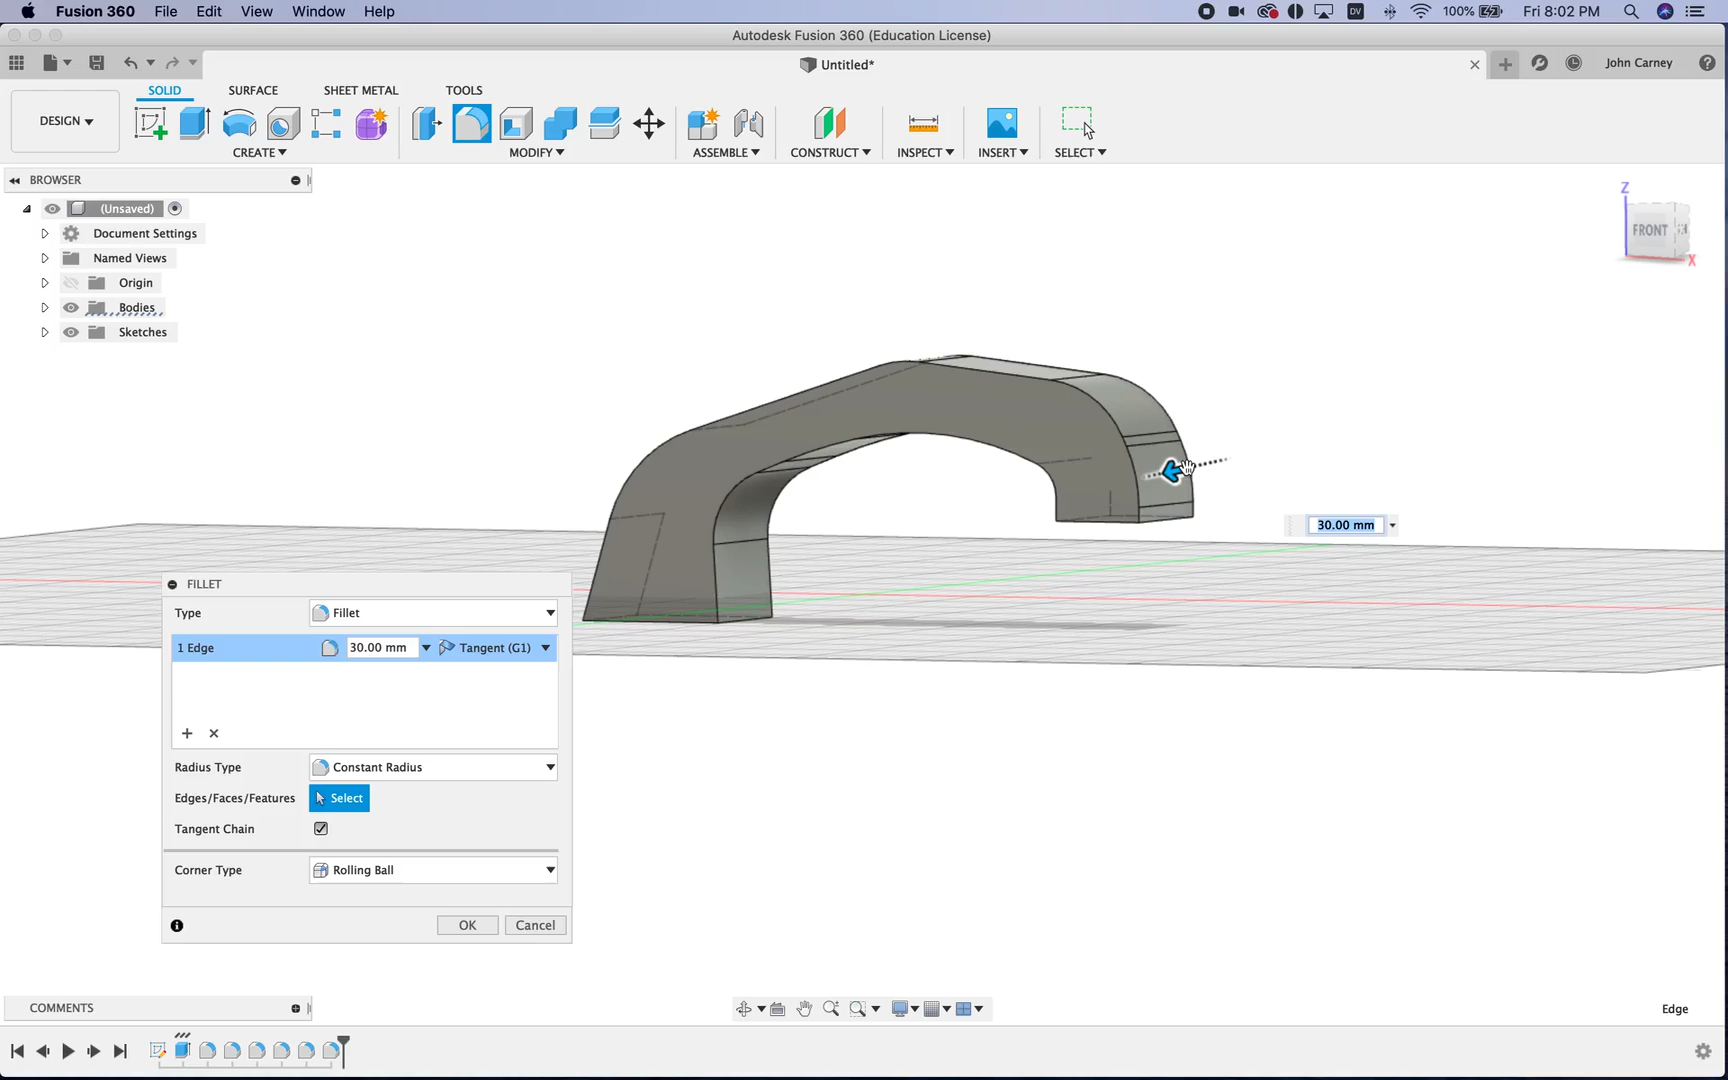 Fusion 360 File Edit View Window Help
DV 100% Fri 8:02 PM
Autodesk Fusion 360 (Education License)
Untitled*
John Carney
SOLID SURFACE SHEET METAL TOOLS
DESIGN
CREATE MODIFY ASSEMBLE CONSTRUCT INSPECT INSERT SELECT
BROWSER
(Unsaved)
Document Settings
Named Views
Origin
Bodies
Sketches
Z
FRONT
X
30.00 mm
FILLET
Type Fillet
1 Edge 30.00 mm Tangent (G1)
Radius Type Constant Radius
Edges/Faces/Features Select
Tangent Chain
Corner Type Rolling Ball
OK Cancel
COMMENTS
Edge